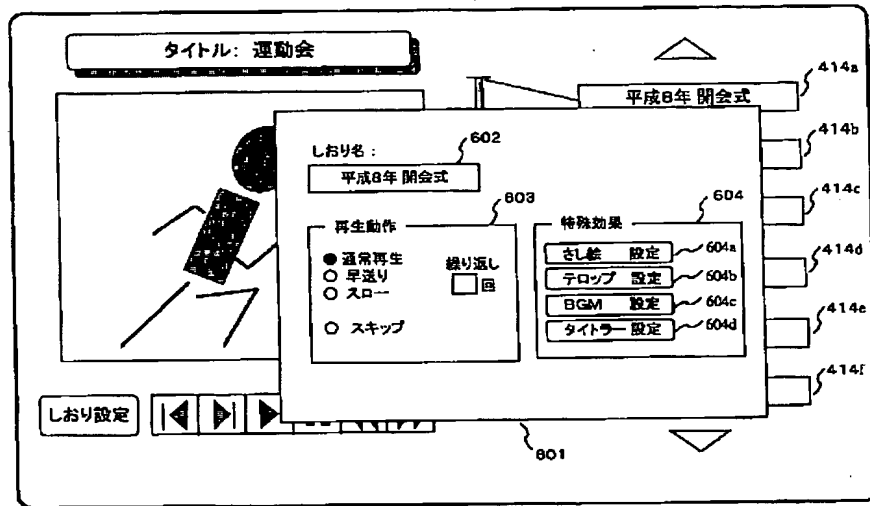 タイトル: 運動会
414a
平成8年 開会式
414b
しおり名 :
602
平成8年 開会式
414c
603
604
再生動作
特殊効果
通常再生
早送り
スロー
スキップ
繰り返し
回
さし絵 設定
604a
テロップ 設定
604b
BGM 設定
604c
タイトラー 設定
604d
414d
414e
414f
しおり設定
601